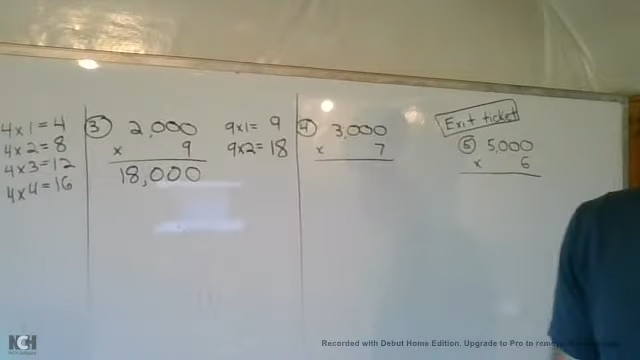 4x1=4
4x2=8
4x3=12
4x4=16
3 2,000
x 9
18,000
9x1=9
9x2=18
4 3,000
x 7
Exit ticket
5 5,000
x 6
NCH
Recorded with Debut Home Edition. Upgrade to Pro to